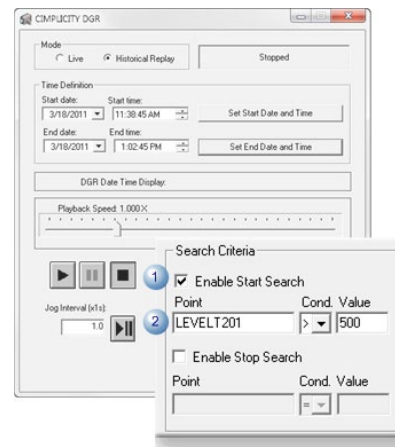 CIMPLICITY DGR
Mode
Live Historical Replay
Stopped
Time Definition
Start date: Start time:
3/18/2011 11:38:45 AM Set Start Date and Time
End date: End time:
3/18/2011 1:02:45 PM Set End Date and Time
DGR Date Time Display:
Playback Speed: 1.000 X
Jog Interval (x1s):
1.0
Search Criteria
1 Enable Start Search
Point Cond. Value
2 LEVELT201 > 500
Enable Stop Search
Point Cond. Value
=